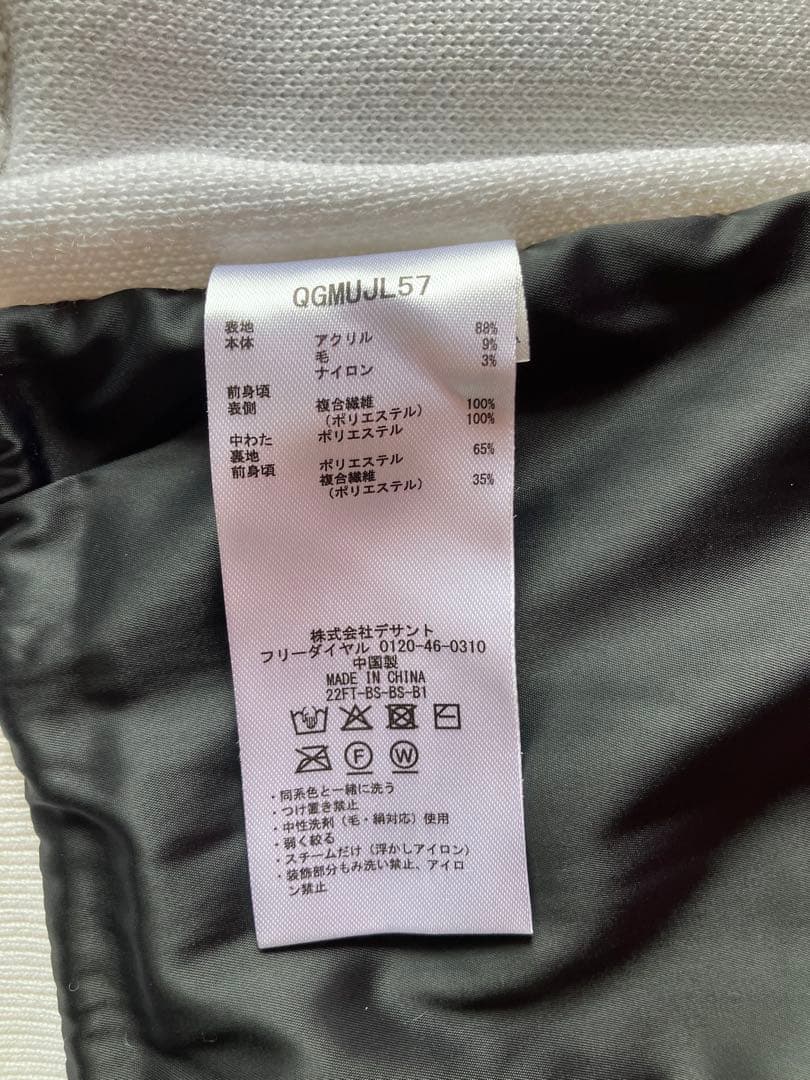 QGMUJL57
表地
本体 アクリル 88%
毛 9%
ナイロン 3%
前身頃
表側 複合繊維 100%
(ポリエステル)
中わた ポリエステル 100%
裏地
前身頃 ポリエステル 65%
複合繊維 35%
(ポリエステル)
株式会社デサント
フリーダイヤル 0120-46-0310
中国製
MADE IN CHINA
22FT-BS-BS-B1
F W
・同系色と一緒に洗う
・つけ置き禁止
・中性洗剤(毛・絹対応)使用
・弱く絞る
・スチームだけ(浮かしアイロン)
・装飾部分もみ洗い禁止、アイロ
ン禁止